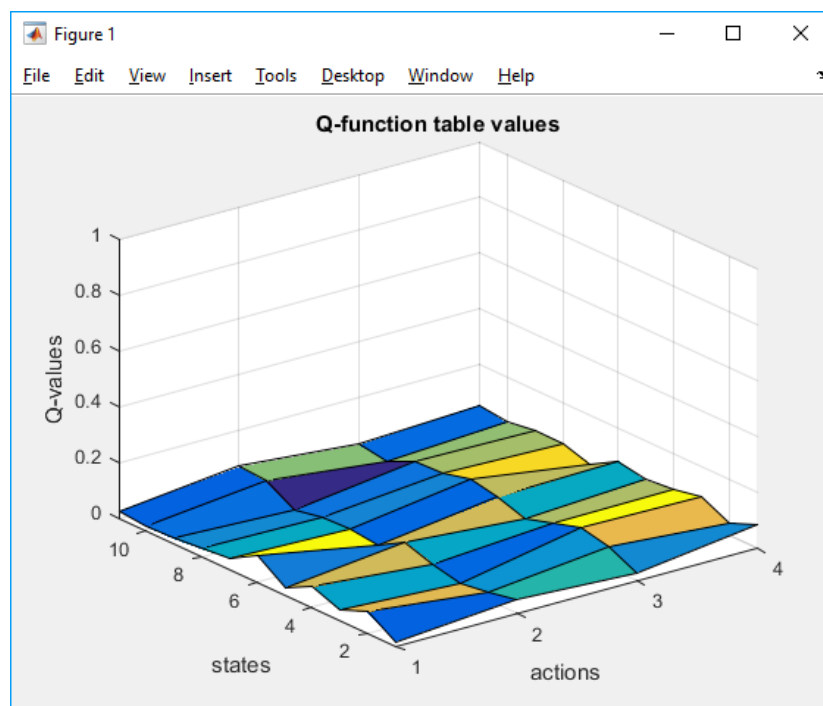 Figure 1
File Edit View Insert Tools Desktop Window Help
Q-function table values
1
0.8
0.6
0.4
0.2
0
Q-values
10
8
6
4
2
states
1
2
3
4
actions